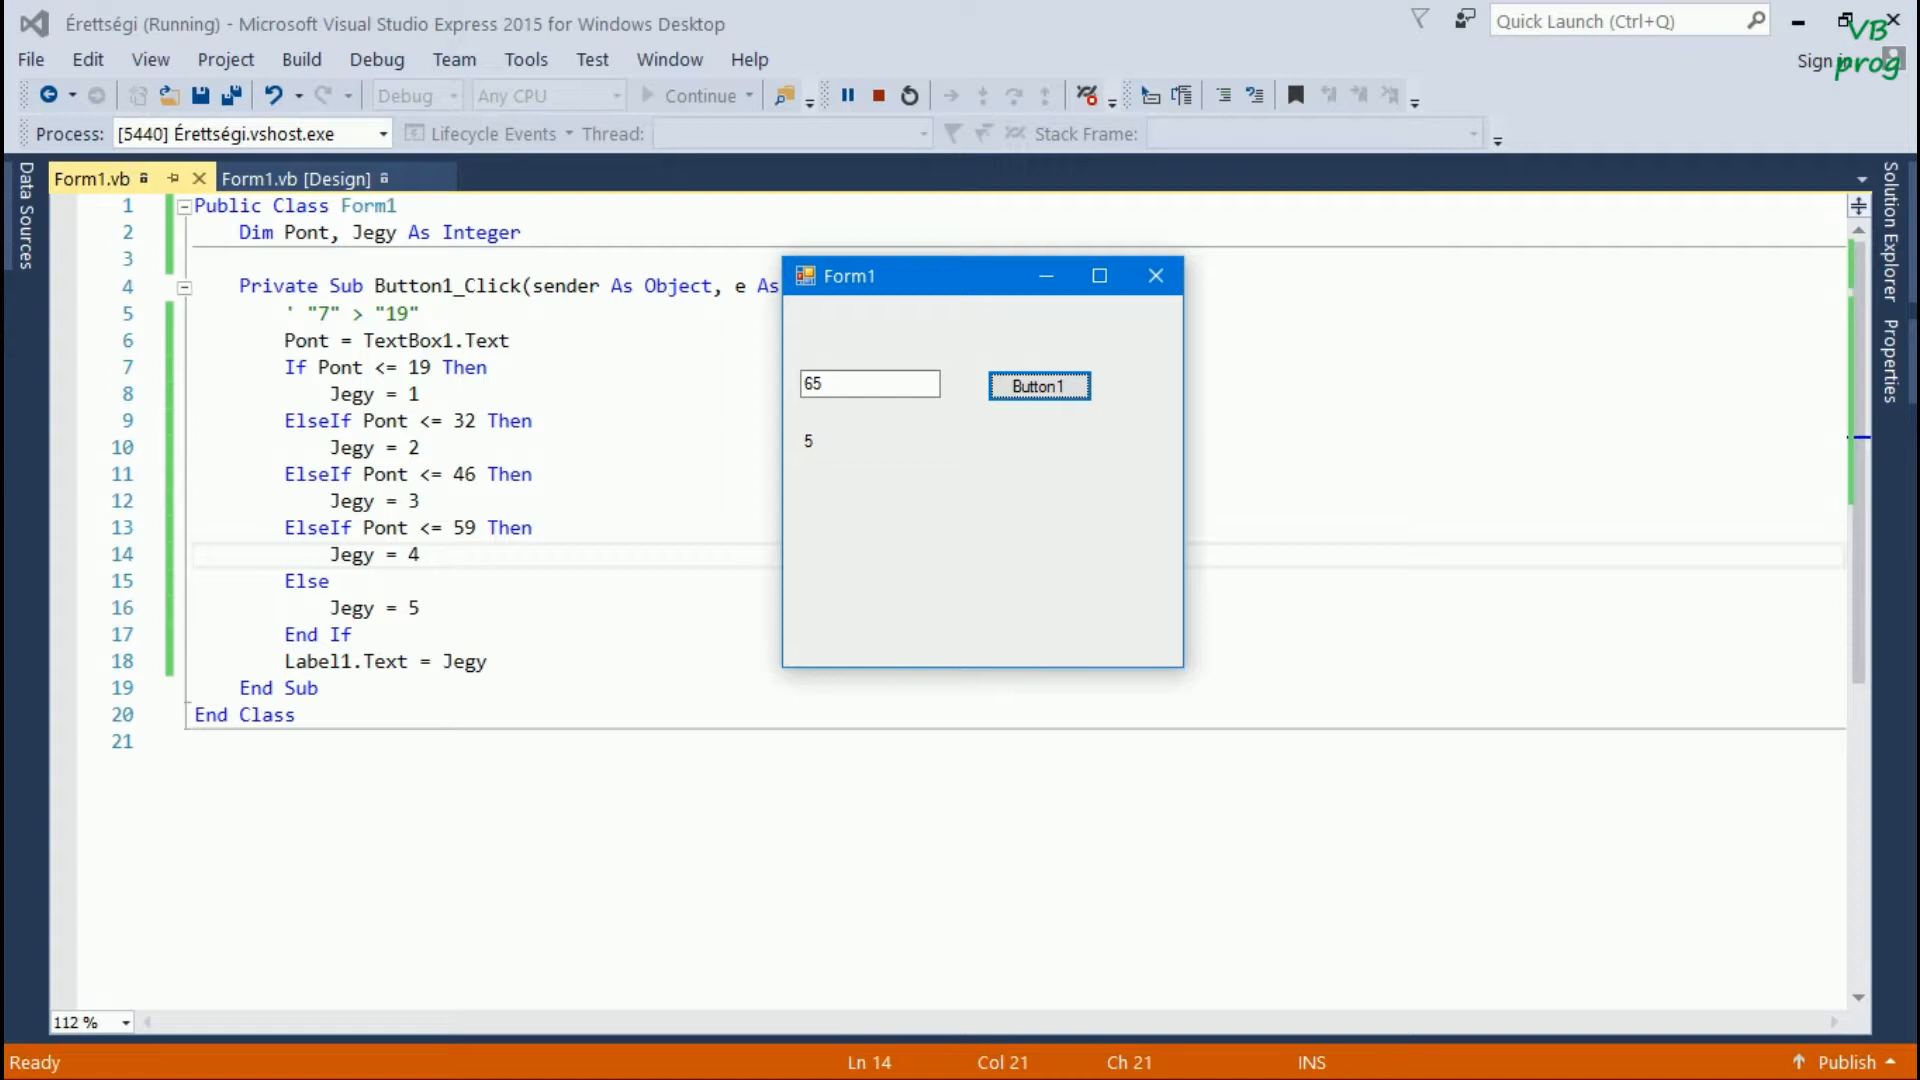 Érettségi (Running) - Microsoft Visual Studio Express 2015 for Windows Desktop
Quick Launch (Ctrl+Q)
VB
prog
File Edit View Project Build Debug Team Tools Test Window Help
Sign in
Debug Any CPU Continue
Process: [5440] Érettségi.vshost.exe Lifecycle Events Thread: Stack Frame:
Data Sources
Form1.vb Form1.vb [Design]
Solution Explorer
Properties
1 Public Class Form1
2 Dim Pont, Jegy As Integer
3
4 Private Sub Button1_Click(sender As Object, e As
5 ' "7" > "19"
6 Pont = TextBox1.Text
7 If Pont <= 19 Then
8 Jegy = 1
9 ElseIf Pont <= 32 Then
10 Jegy = 2
11 ElseIf Pont <= 46 Then
12 Jegy = 3
13 ElseIf Pont <= 59 Then
14 Jegy = 4
15 Else
16 Jegy = 5
17 End If
18 Label1.Text = Jegy
19 End Sub
20 End Class
21
Form1
65 Button1
5
112 %
Ready Ln 14 Col 21 Ch 21 INS Publish